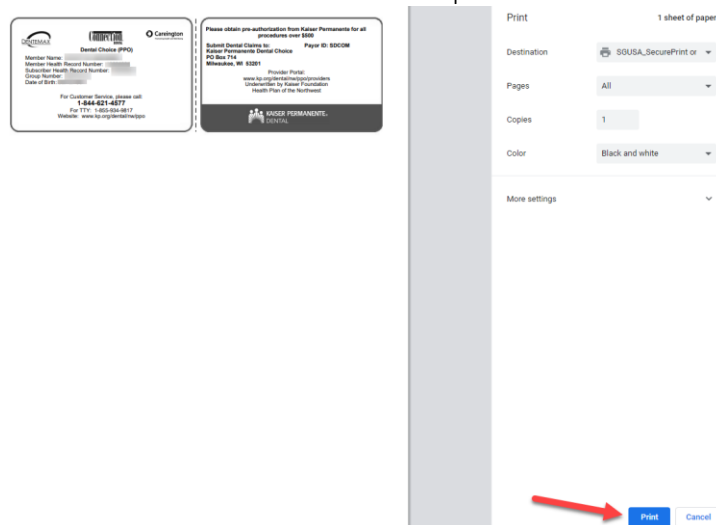 DENTEMAX
Connection
Careington
Dental Choice (PPO)
Member Name:
Member Health Record Number:
Subscriber Health Record Number:
Group Number:
Date of Birth:
For Customer Service, please call:
1-844-621-4577
For TTY: 1-855-934-9817
Website: www.kp.org/dental/nw/ppo
Please obtain pre-authorization from Kaiser Permanente for all
procedures over $800
Submit Dental Claims to: Payor ID: SDCOM
Kaiser Permanente Dental Choice
PO Box 714
Milwaukee, WI 53201
Provider Portal:
www.kp.org/dental/nw/ppo/providers
Underwritten by Kaiser Foundation
Health Plan of the Northwest
KAISER PERMANENTE®
DENTAL
Print 1 sheet of paper
Destination SGUSA_SecurePrint or
Pages All
Copies 1
Color Black and white
More settings
Print Cancel